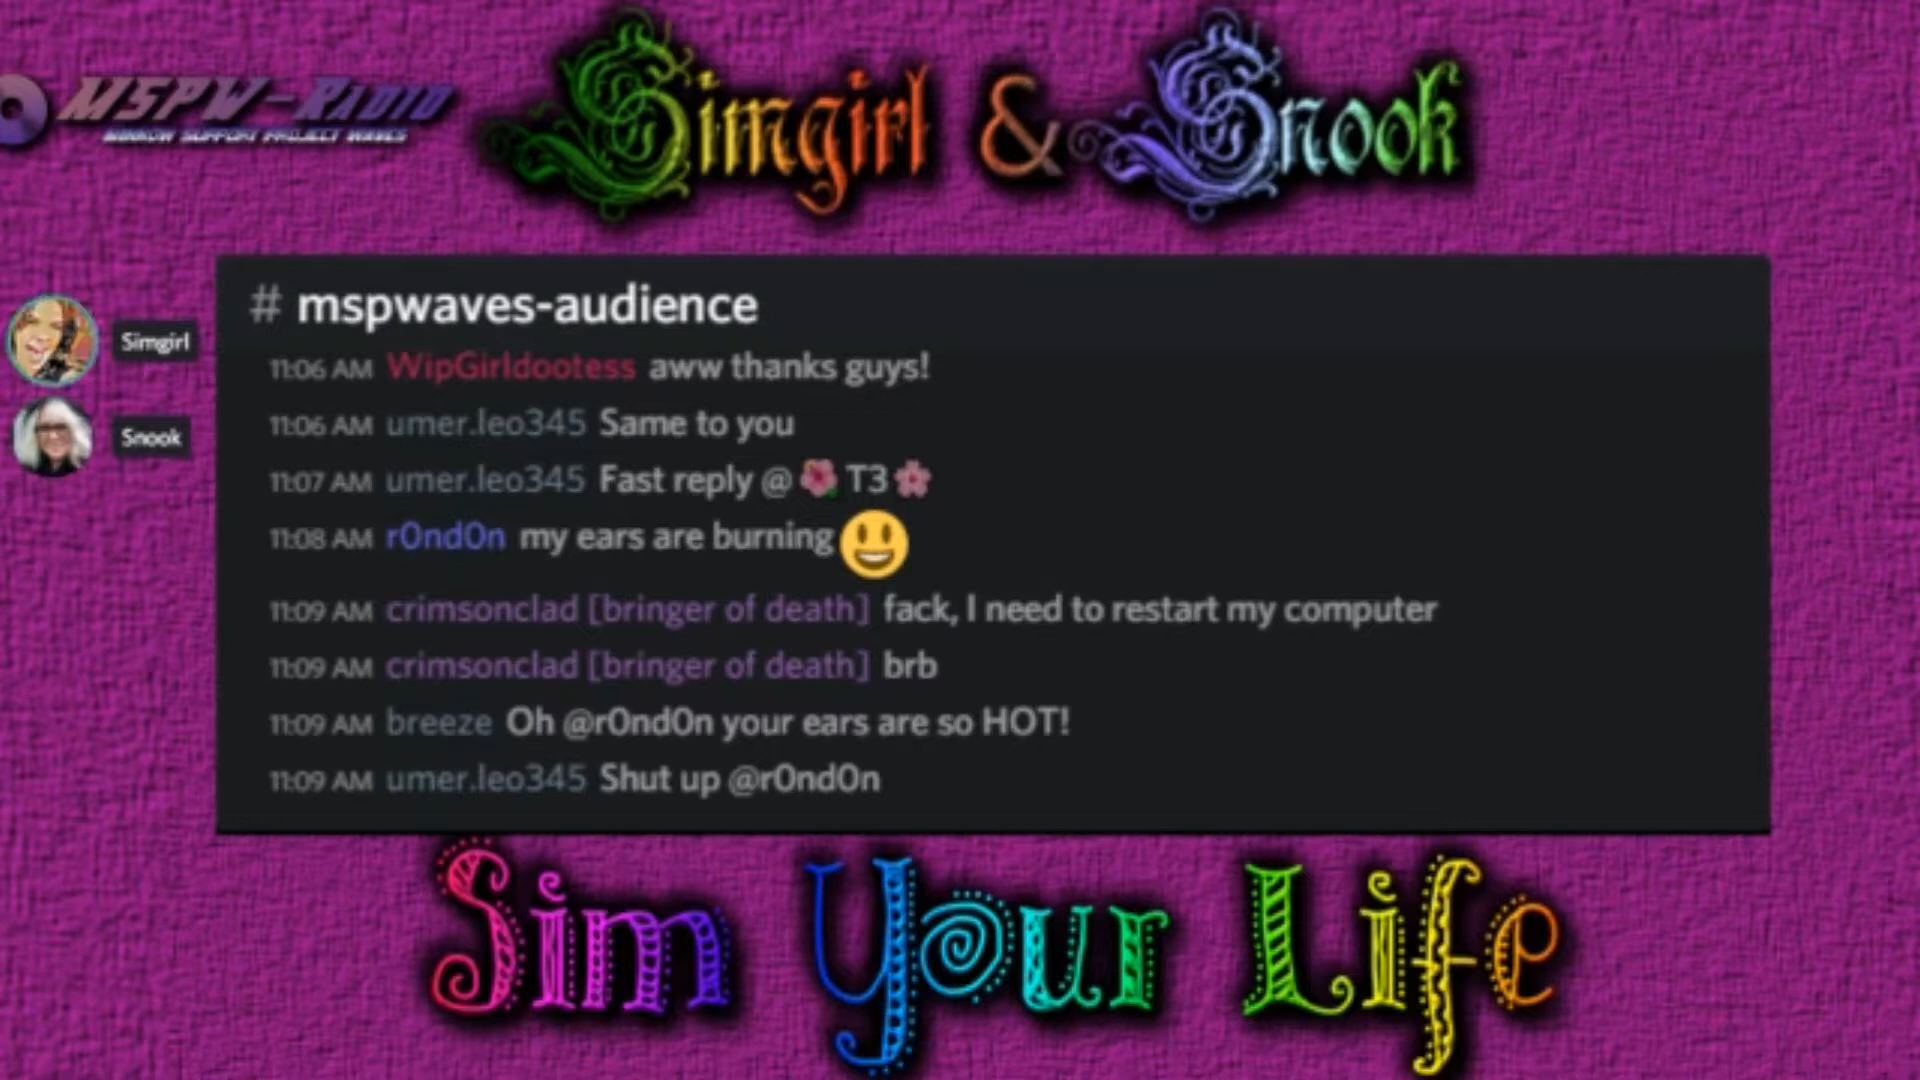 Simgirl & Snook
MSPW-Radio
MINNOW SUPPORT PROJECT WAVES
# mspwaves-audience
11:06 AM WipGirldootess aww thanks guys!
Simgirl
11:06 AM umer.leo345 Same to you
Snook
11:07 AM umer.leo345 Fast reply @🌺 T3🌸
11:08 AM r0nd0n my ears are burning😃
11:09 AM crimsonclad [bringer of death] fack, I need to restart my computer
11:09 AM crimsonclad [bringer of death] brb
11:09 AM breeze Oh @r0nd0n your ears are so HOT!
11:09 AM umer.leo345 Shut up @r0nd0n
Sim Your Life